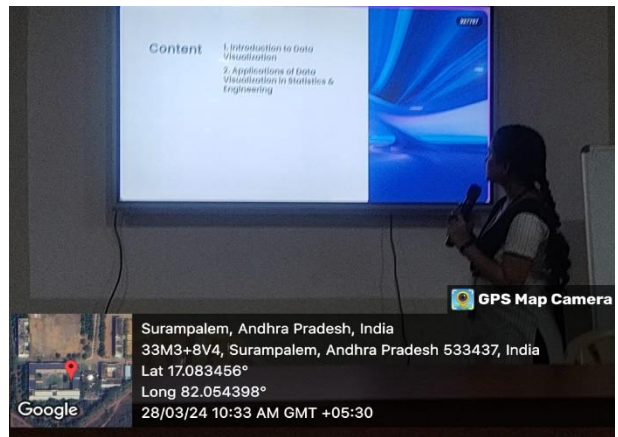 Content
1. Introduction to Data
Visualization
2. Applications of Data
Visualization in Statistics &
Engineering
GPS Map Camera
Surampalem, Andhra Pradesh, India
33M3+8V4, Surampalem, Andhra Pradesh 533437, India
Lat 17.083456°
Long 82.054398°
28/03/24 10:33 AM GMT +05:30
Google